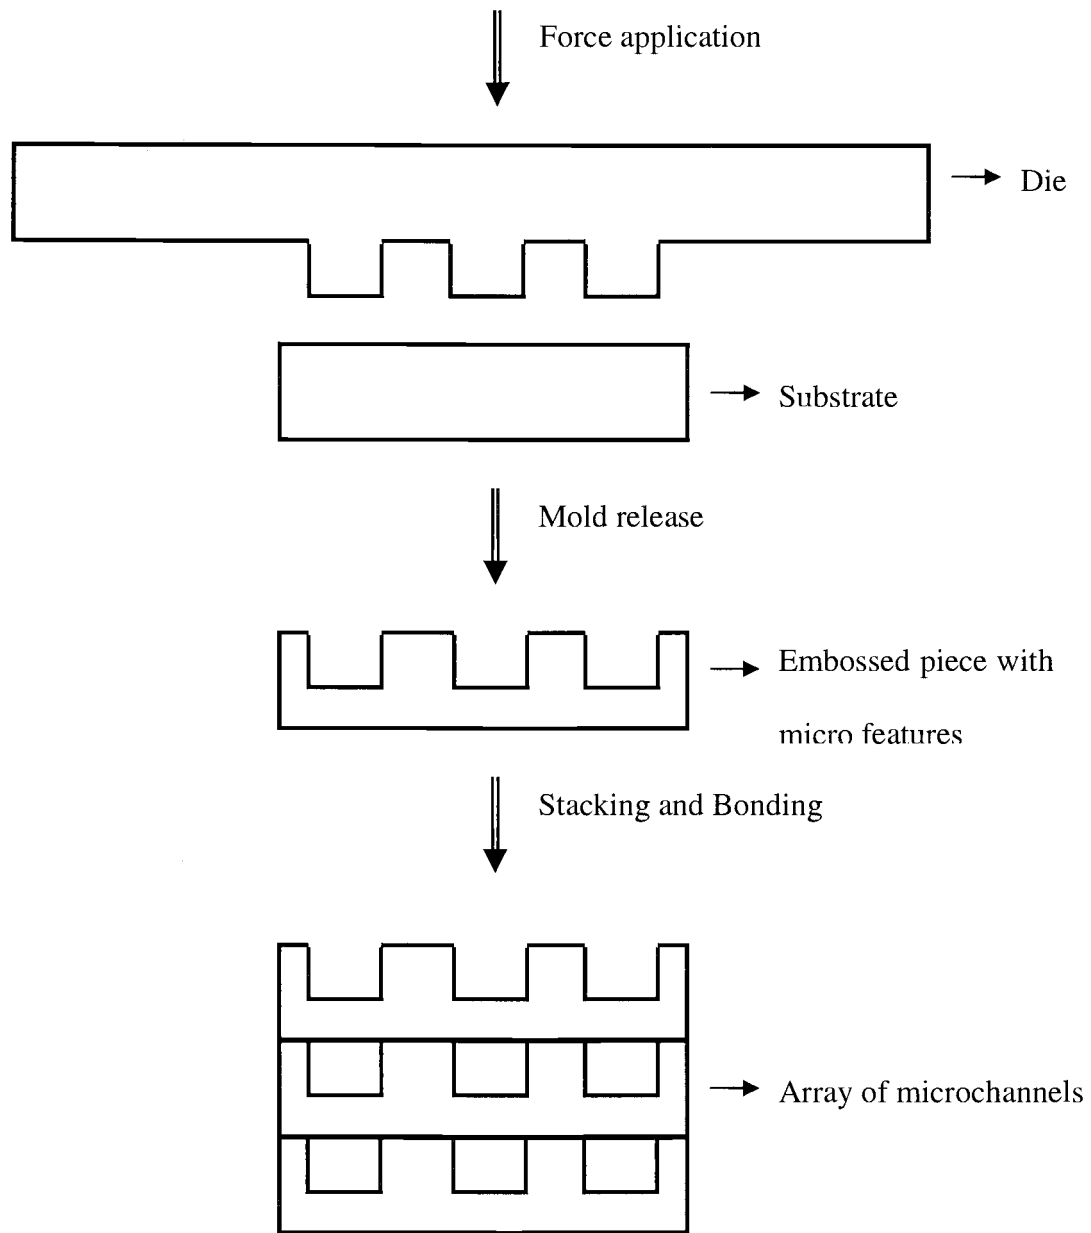 Force application
Die
Substrate
Mold release
Embossed piece with
micro features
Stacking and Bonding
Array of microchannels